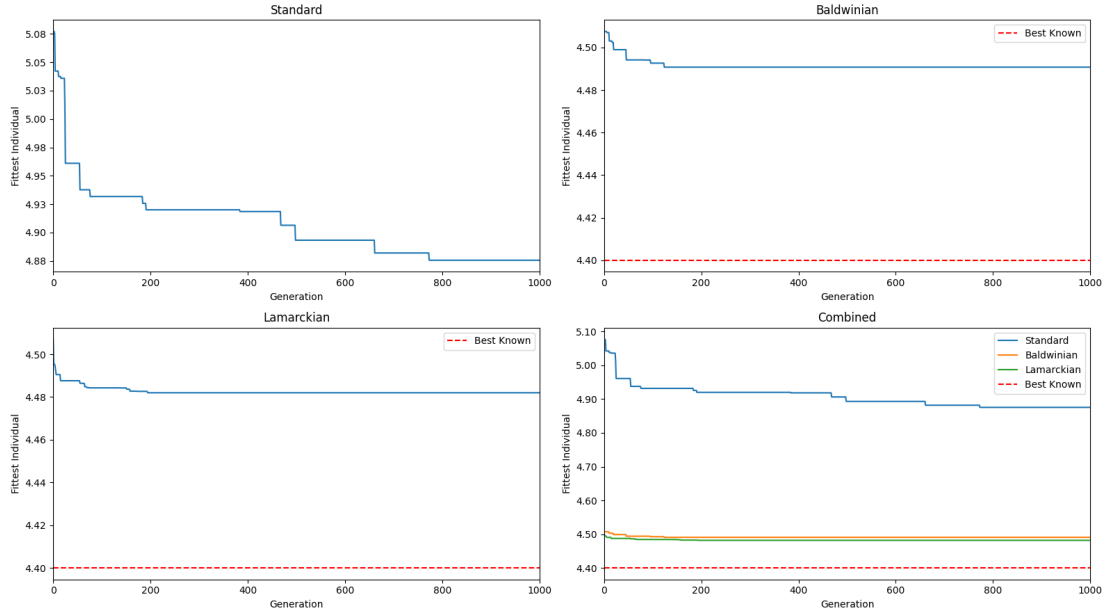 Standard
5.08
5.05
5.03
5.00
4.98
4.95
4.93
4.90
4.88
Fittest Individual
0 200 400 600 800 1000
Generation
Baldwinian
Best Known
4.50
4.48
4.46
4.44
4.42
4.40
Fittest Individual
0 200 400 600 800 1000
Generation
Lamarckian
Best Known
4.50
4.48
4.46
4.44
4.42
4.40
Fittest Individual
0 200 400 600 800 1000
Generation
Combined
Standard
Baldwinian
Lamarckian
Best Known
5.10
5.00
4.90
4.80
4.70
4.60
4.50
4.40
Fittest Individual
0 200 400 600 800 1000
Generation